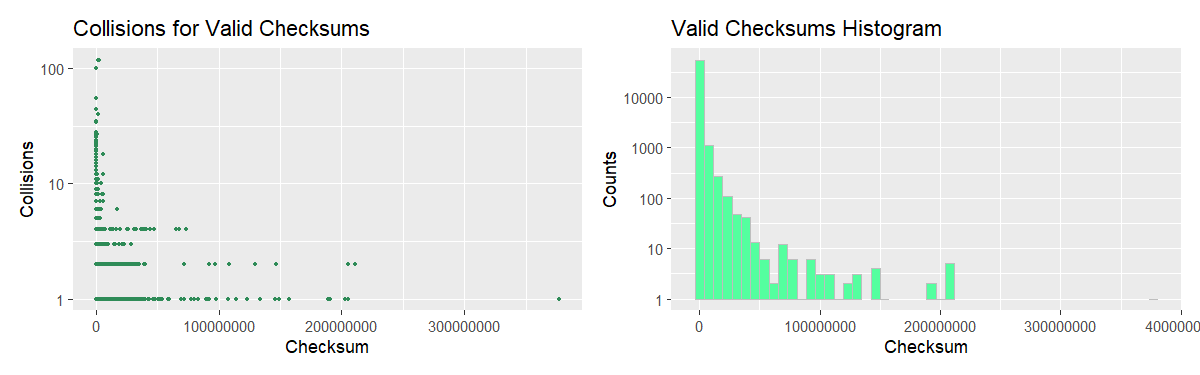 Collisions for Valid Checksums
100
10
1
Collisions
0 100000000 200000000 300000000
Checksum
Valid Checksums Histogram
10000
1000
100
10
1
Counts
0 100000000 200000000 300000000 4000000
Checksum